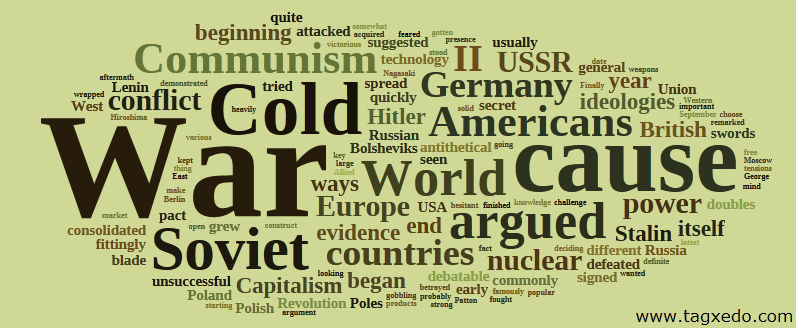 quite
somewhat
beginning attacked acquired feared gotten
victorious suggested stood presence usually
Communism technology II USSR date
aftermath Nagasaki general weapons
wrapped Lenin demonstrated tried spread Germany Finally year Union
West conflict Cold quickly solid secret ideologies Western
Hiroshima heavily Hitler Americans September important choose
various Russian British remarked swords
War Bolsheviks antithetical going cause free
kept key seen Moscow
thing large tensions
East Allied George
make ways World mind
Berlin
market pact Europe USA hesitant finished knowledge challenge power doubles
consolidated open grew construct evidence end argued Stalin itself
fittingly latest
blade Soviet countries fact nuclear deciding different Russia
looking defeated definite
unsuccessful Capitalism began debatable commonly signed wanted
Poland gobbling betrayed early famously popular
starting Polish Revolution Poles products probably Patton fought
argument strong
www.tagxedo.com